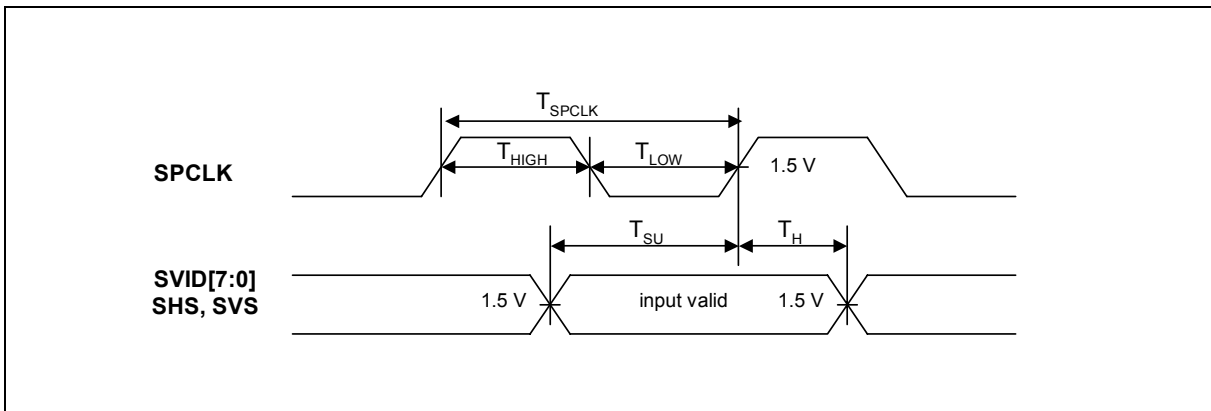 T_SPCLK
SPCLK
T_HIGH T_LOW 1.5 V
T_SU T_H
SVID[7:0]
SHS, SVS
1.5 V input valid 1.5 V